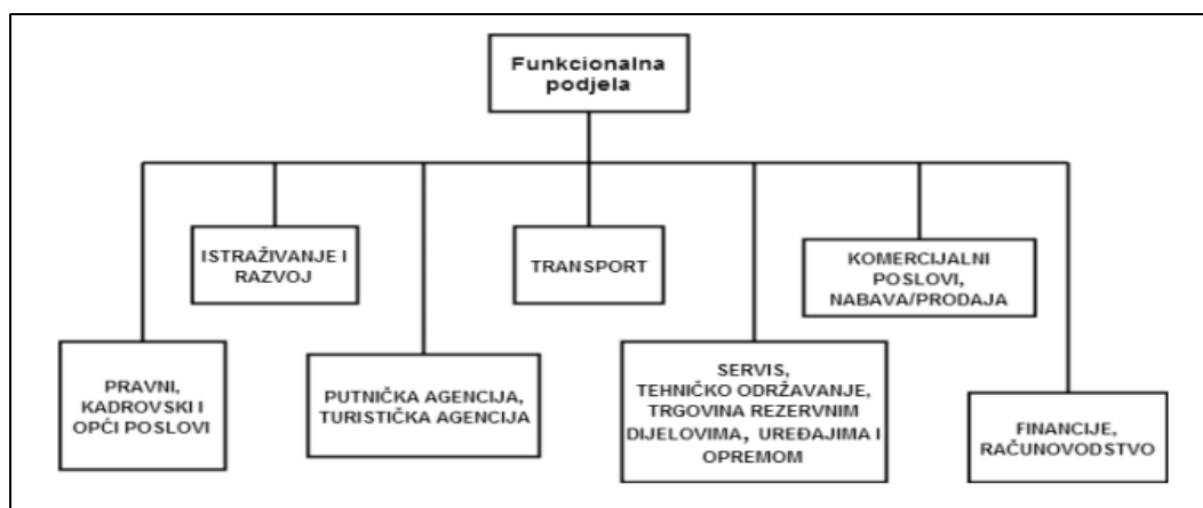 Funkcionalna
podjela
ISTRAŽIVANJE I
RAZVOJ
TRANSPORT
KOMERCIJALNI
POSLOVI,
NABAVA/PRODAJA
PRAVNI,
KADROVSKI I
OPĆI POSLOVI
PUTNIČKA AGENCIJA,
TURISTIČKA AGENCIJA
SERVIS,
TEHNIČKO ODRŽAVANJE,
TRGOVINA REZERVNIM
DIJELOVIMA, UREĐAJIMA I
OPREMOM
FINANCIJE,
RAČUNOVODSTVO